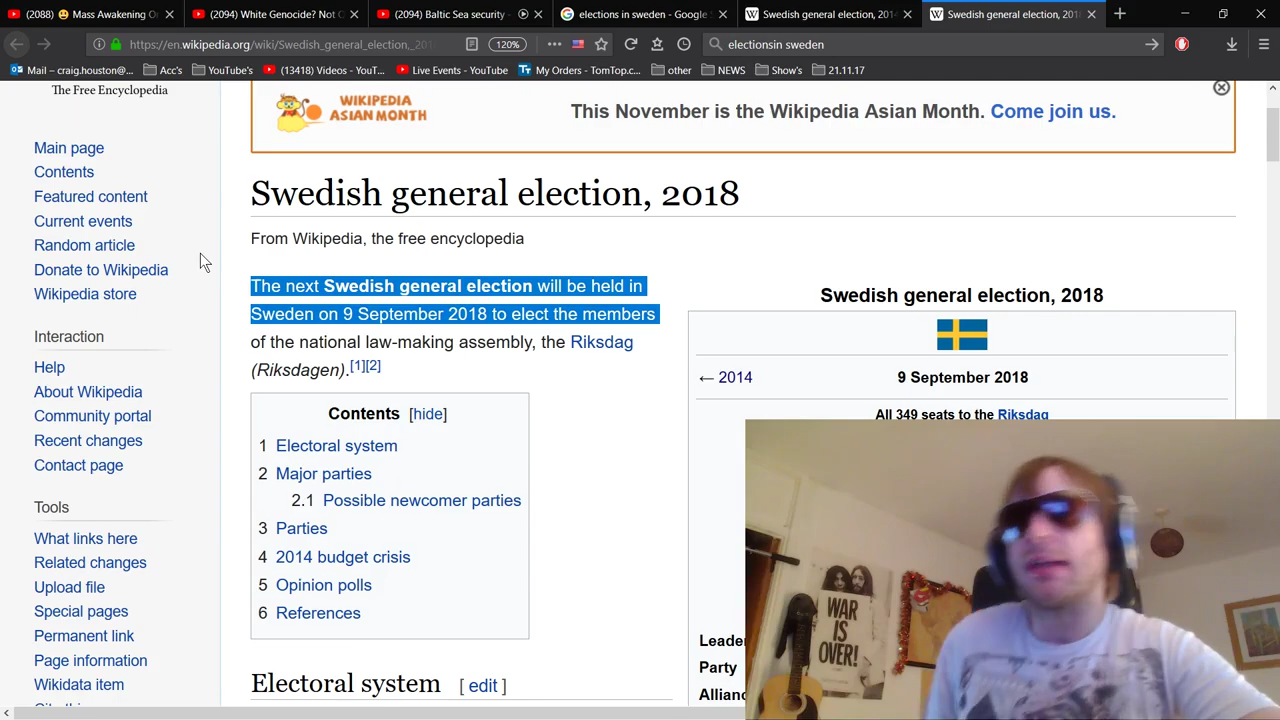 (2088) 😀 Mass Awakening O
(2094) White Genocide? Not O
(2094) Baltic Sea security -
elections in sweden - Google S
Swedish general election, 2014
Swedish general election, 2018
https://en.wikipedia.org/wiki/Swedish_general_election,_201
120%
electionsin sweden
Mail – craig.houston@...
Acc's
YouTube's
(13418) Videos - YouT...
Live Events - YouTube
My Orders - TomTop.c...
other
NEWS
Show's
21.11.17
The Free Encyclopedia
Main page
Contents
Featured content
Current events
Random article
Donate to Wikipedia
Wikipedia store
Interaction
Help
About Wikipedia
Community portal
Recent changes
Contact page
Tools
What links here
Related changes
Upload file
Special pages
Permanent link
Page information
Wikidata item
WIKIPEDIA
ASIAN MONTH
This November is the Wikipedia Asian Month. Come join us.
Swedish general election, 2018
From Wikipedia, the free encyclopedia
The next Swedish general election will be held in
Sweden on 9 September 2018 to elect the members
of the national law-making assembly, the Riksdag
(Riksdagen).[1][2]
Contents [hide]
1 Electoral system
2 Major parties
2.1 Possible newcomer parties
3 Parties
4 2014 budget crisis
5 Opinion polls
6 References
Electoral system [ edit ]
Swedish general election, 2018
← 2014
9 September 2018
All 349 seats to the Riksdag
Leader
Party
Alliance
WAR
IS
OVER!